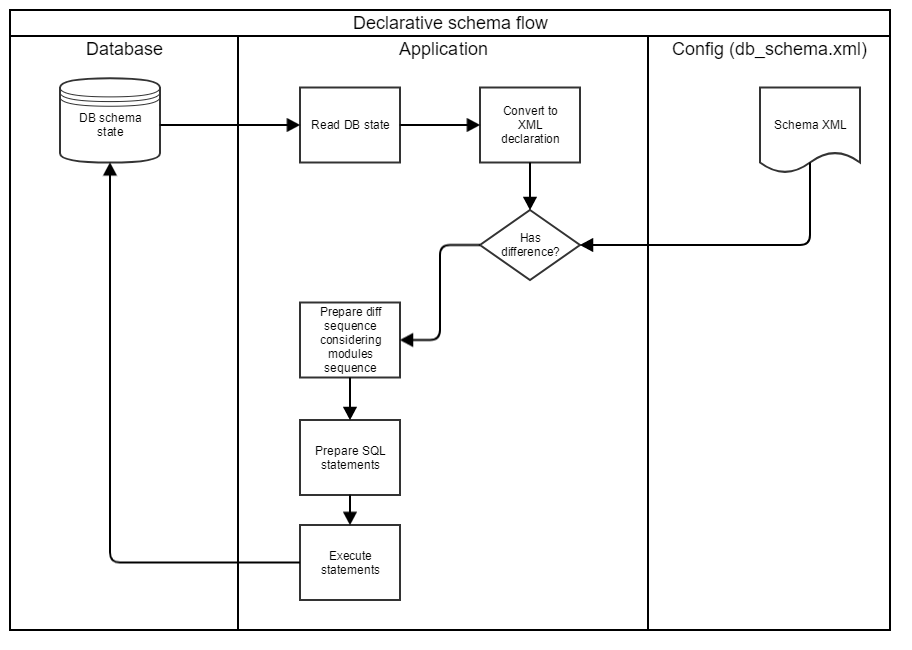 Declarative schema flow
Database
Application
Config (db_schema.xml)
DB schema
state
Read DB state
Convert to
XML
declaration
Schema XML
Has
difference?
Prepare diff
sequence
considering
modules
sequence
Prepare SQL
statements
Execute
statements